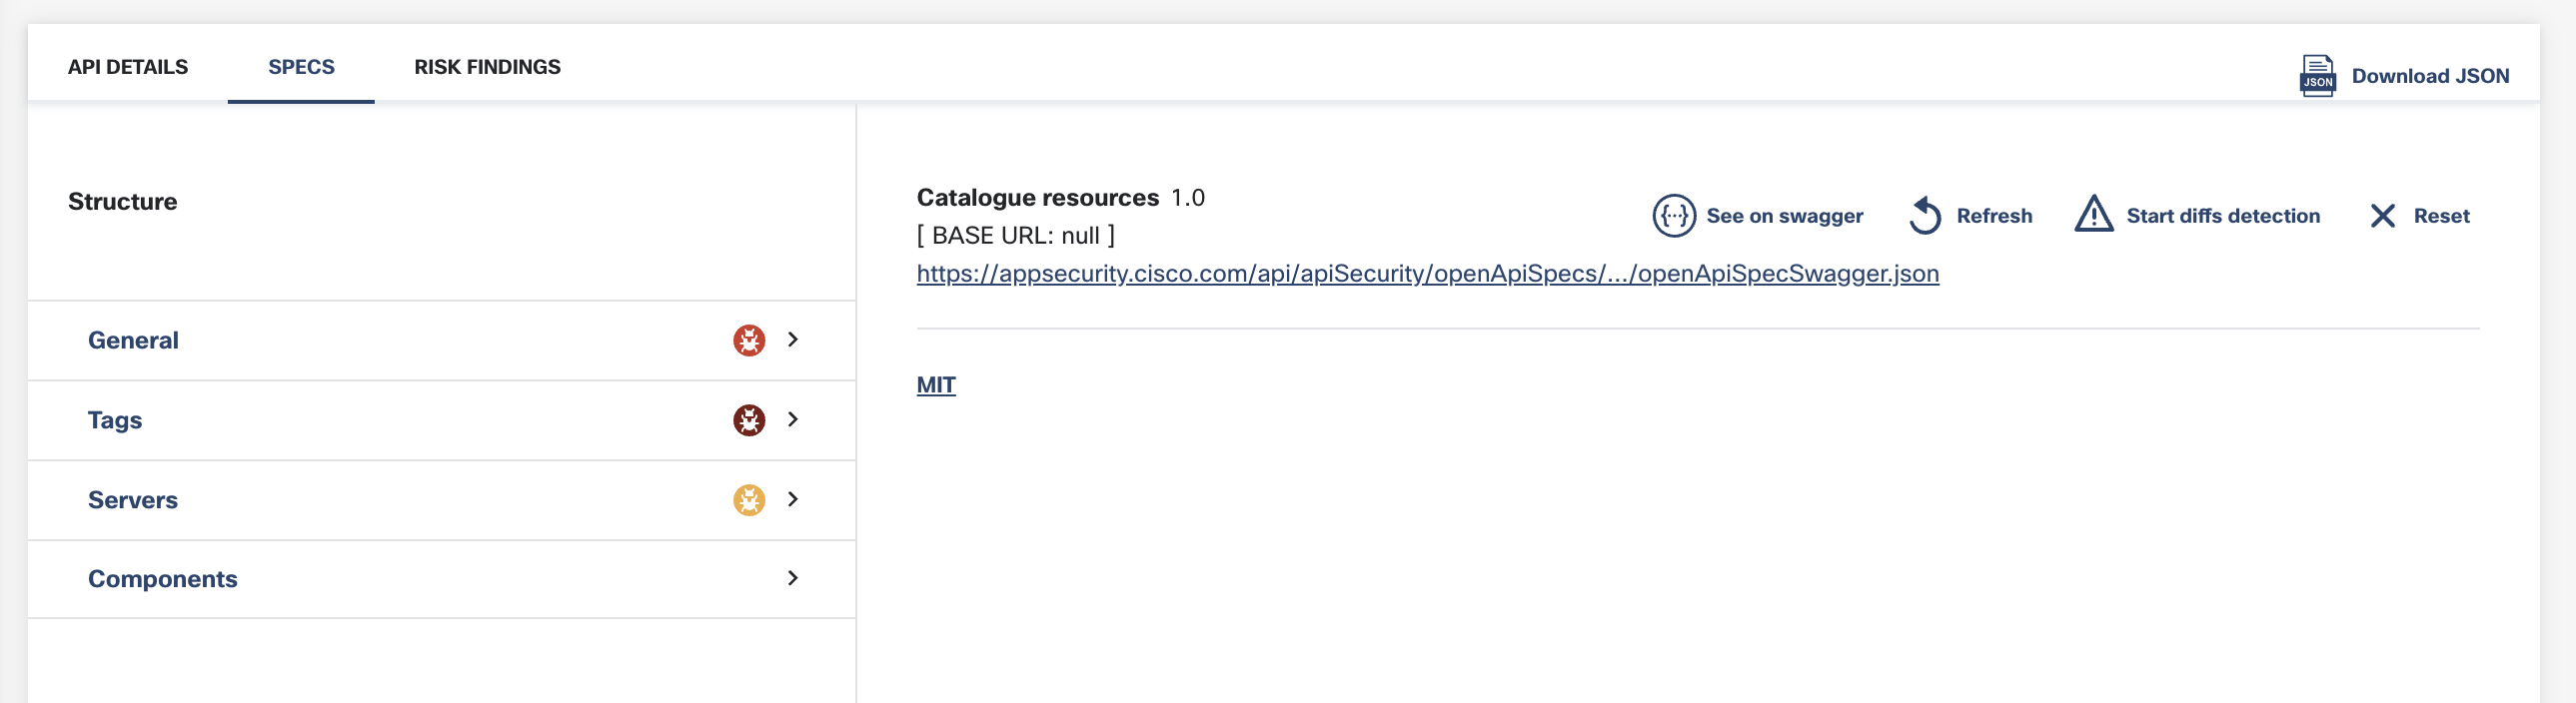 API DETAILS SPECS RISK FINDINGS
JSON Download JSON
Structure
General
Tags
Servers
Components
Catalogue resources 1.0
[ BASE URL: null ]
https://appsecurity.cisco.com/api/apiSecurity/openApiSpecs/.../openApiSpecSwagger.json
See on swagger Refresh Start diffs detection Reset
MIT